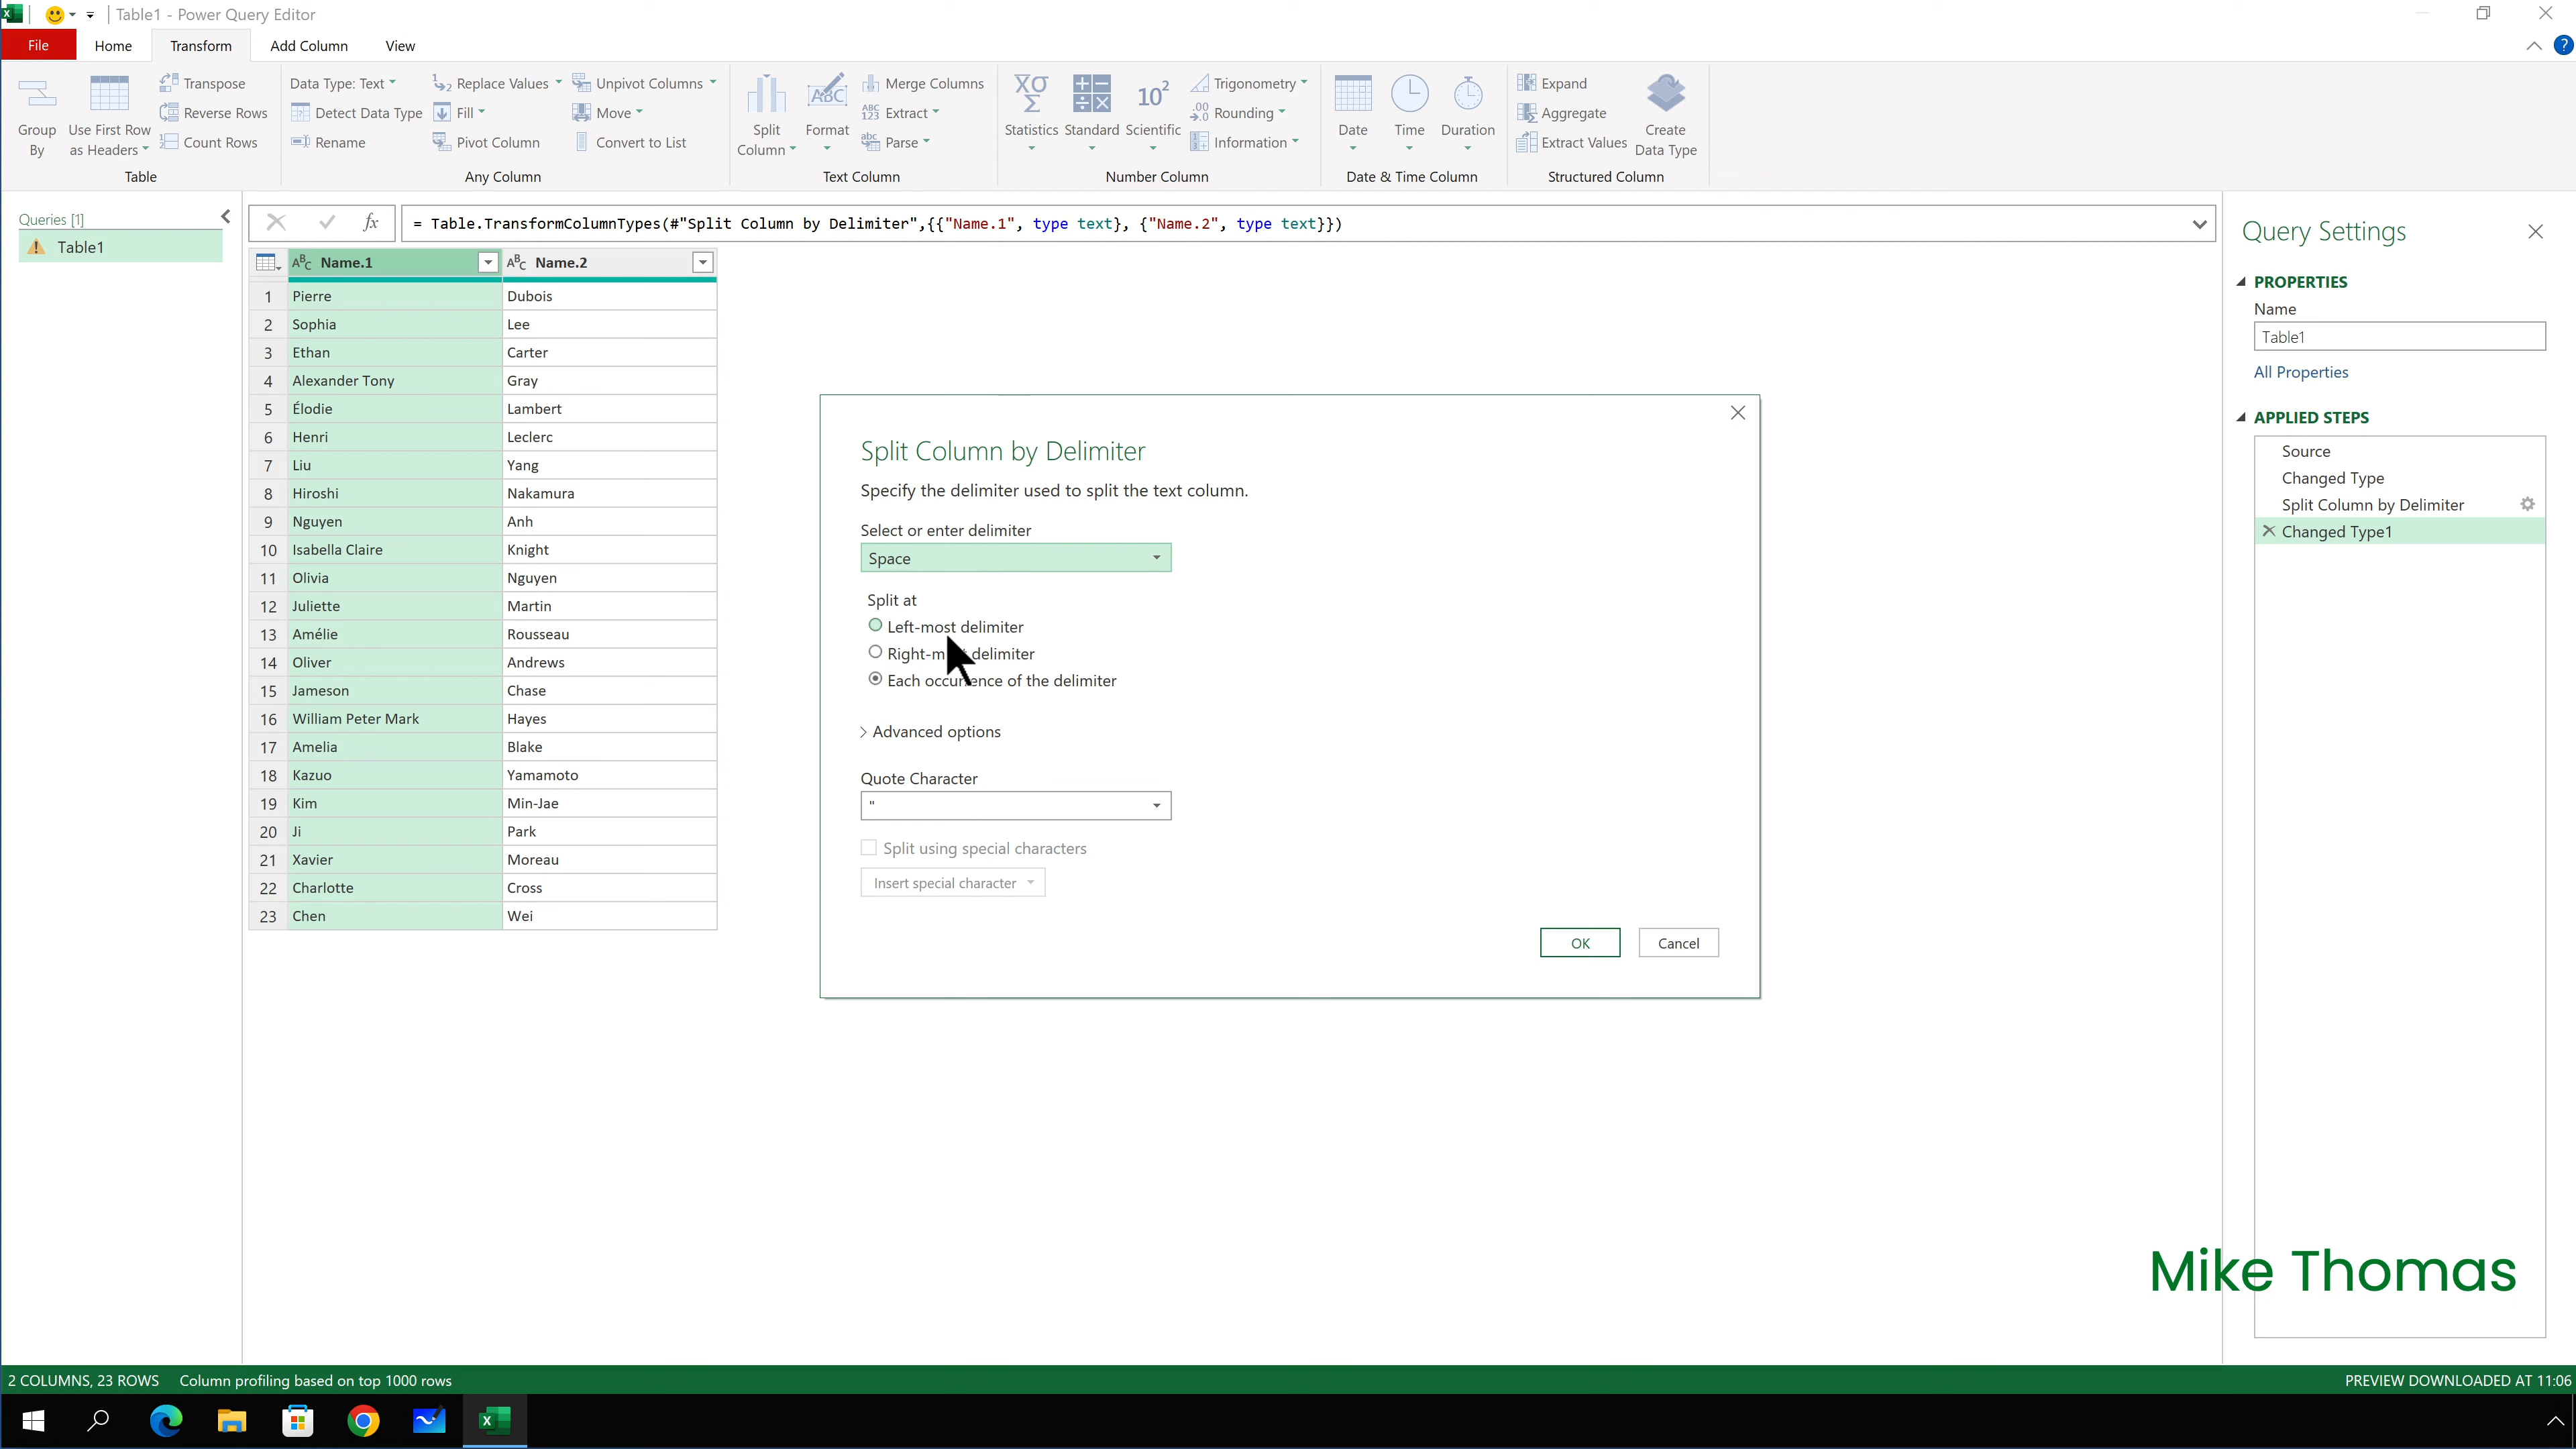 Table1 - Power Query Editor
File Home Transform Add Column View
Group By
Use First Row as Headers
Transpose
Reverse Rows
Count Rows
Table
Data Type: Text
Detect Data Type
Rename
Replace Values
Fill
Pivot Column
Unpivot Columns
Move
Convert to List
Any Column
Split Column
Format
Merge Columns
Extract
Parse
Text Column
Statistics
Standard
Scientific
Trigonometry
Rounding
Information
Number Column
Date
Time
Duration
Date & Time Column
Expand
Aggregate
Extract Values
Create Data Type
Structured Column
Queries [1]
Table1
fx = Table.TransformColumnTypes(#"Split Column by Delimiter",{{"Name.1", type text}, {"Name.2", type text}})
Name.1 Name.2
1 Pierre Dubois
2 Sophia Lee
3 Ethan Carter
4 Alexander Tony Gray
5 Élodie Lambert
6 Henri Leclerc
7 Liu Yang
8 Hiroshi Nakamura
9 Nguyen Anh
10 Isabella Claire Knight
11 Olivia Nguyen
12 Juliette Martin
13 Amélie Rousseau
14 Oliver Andrews
15 Jameson Chase
16 William Peter Mark Hayes
17 Amelia Blake
18 Kazuo Yamamoto
19 Kim Min-Jae
20 Ji Park
21 Xavier Moreau
22 Charlotte Cross
23 Chen Wei
Split Column by Delimiter
Specify the delimiter used to split the text column.
Select or enter delimiter
Space
Split at
Left-most delimiter
delimiter
Each of the delimiter
Advanced options
Quote Character
"
Split using special characters
Insert special character
OK Cancel
Query Settings
PROPERTIES
Name
Table1
All Properties
APPLIED STEPS
Source
Changed Type
Split Column by Delimiter
Changed Type1
Mike Thomas
2 COLUMNS, 23 ROWS Column profiling based on top 1000 rows
PREVIEW DOWNLOADED AT 11:06